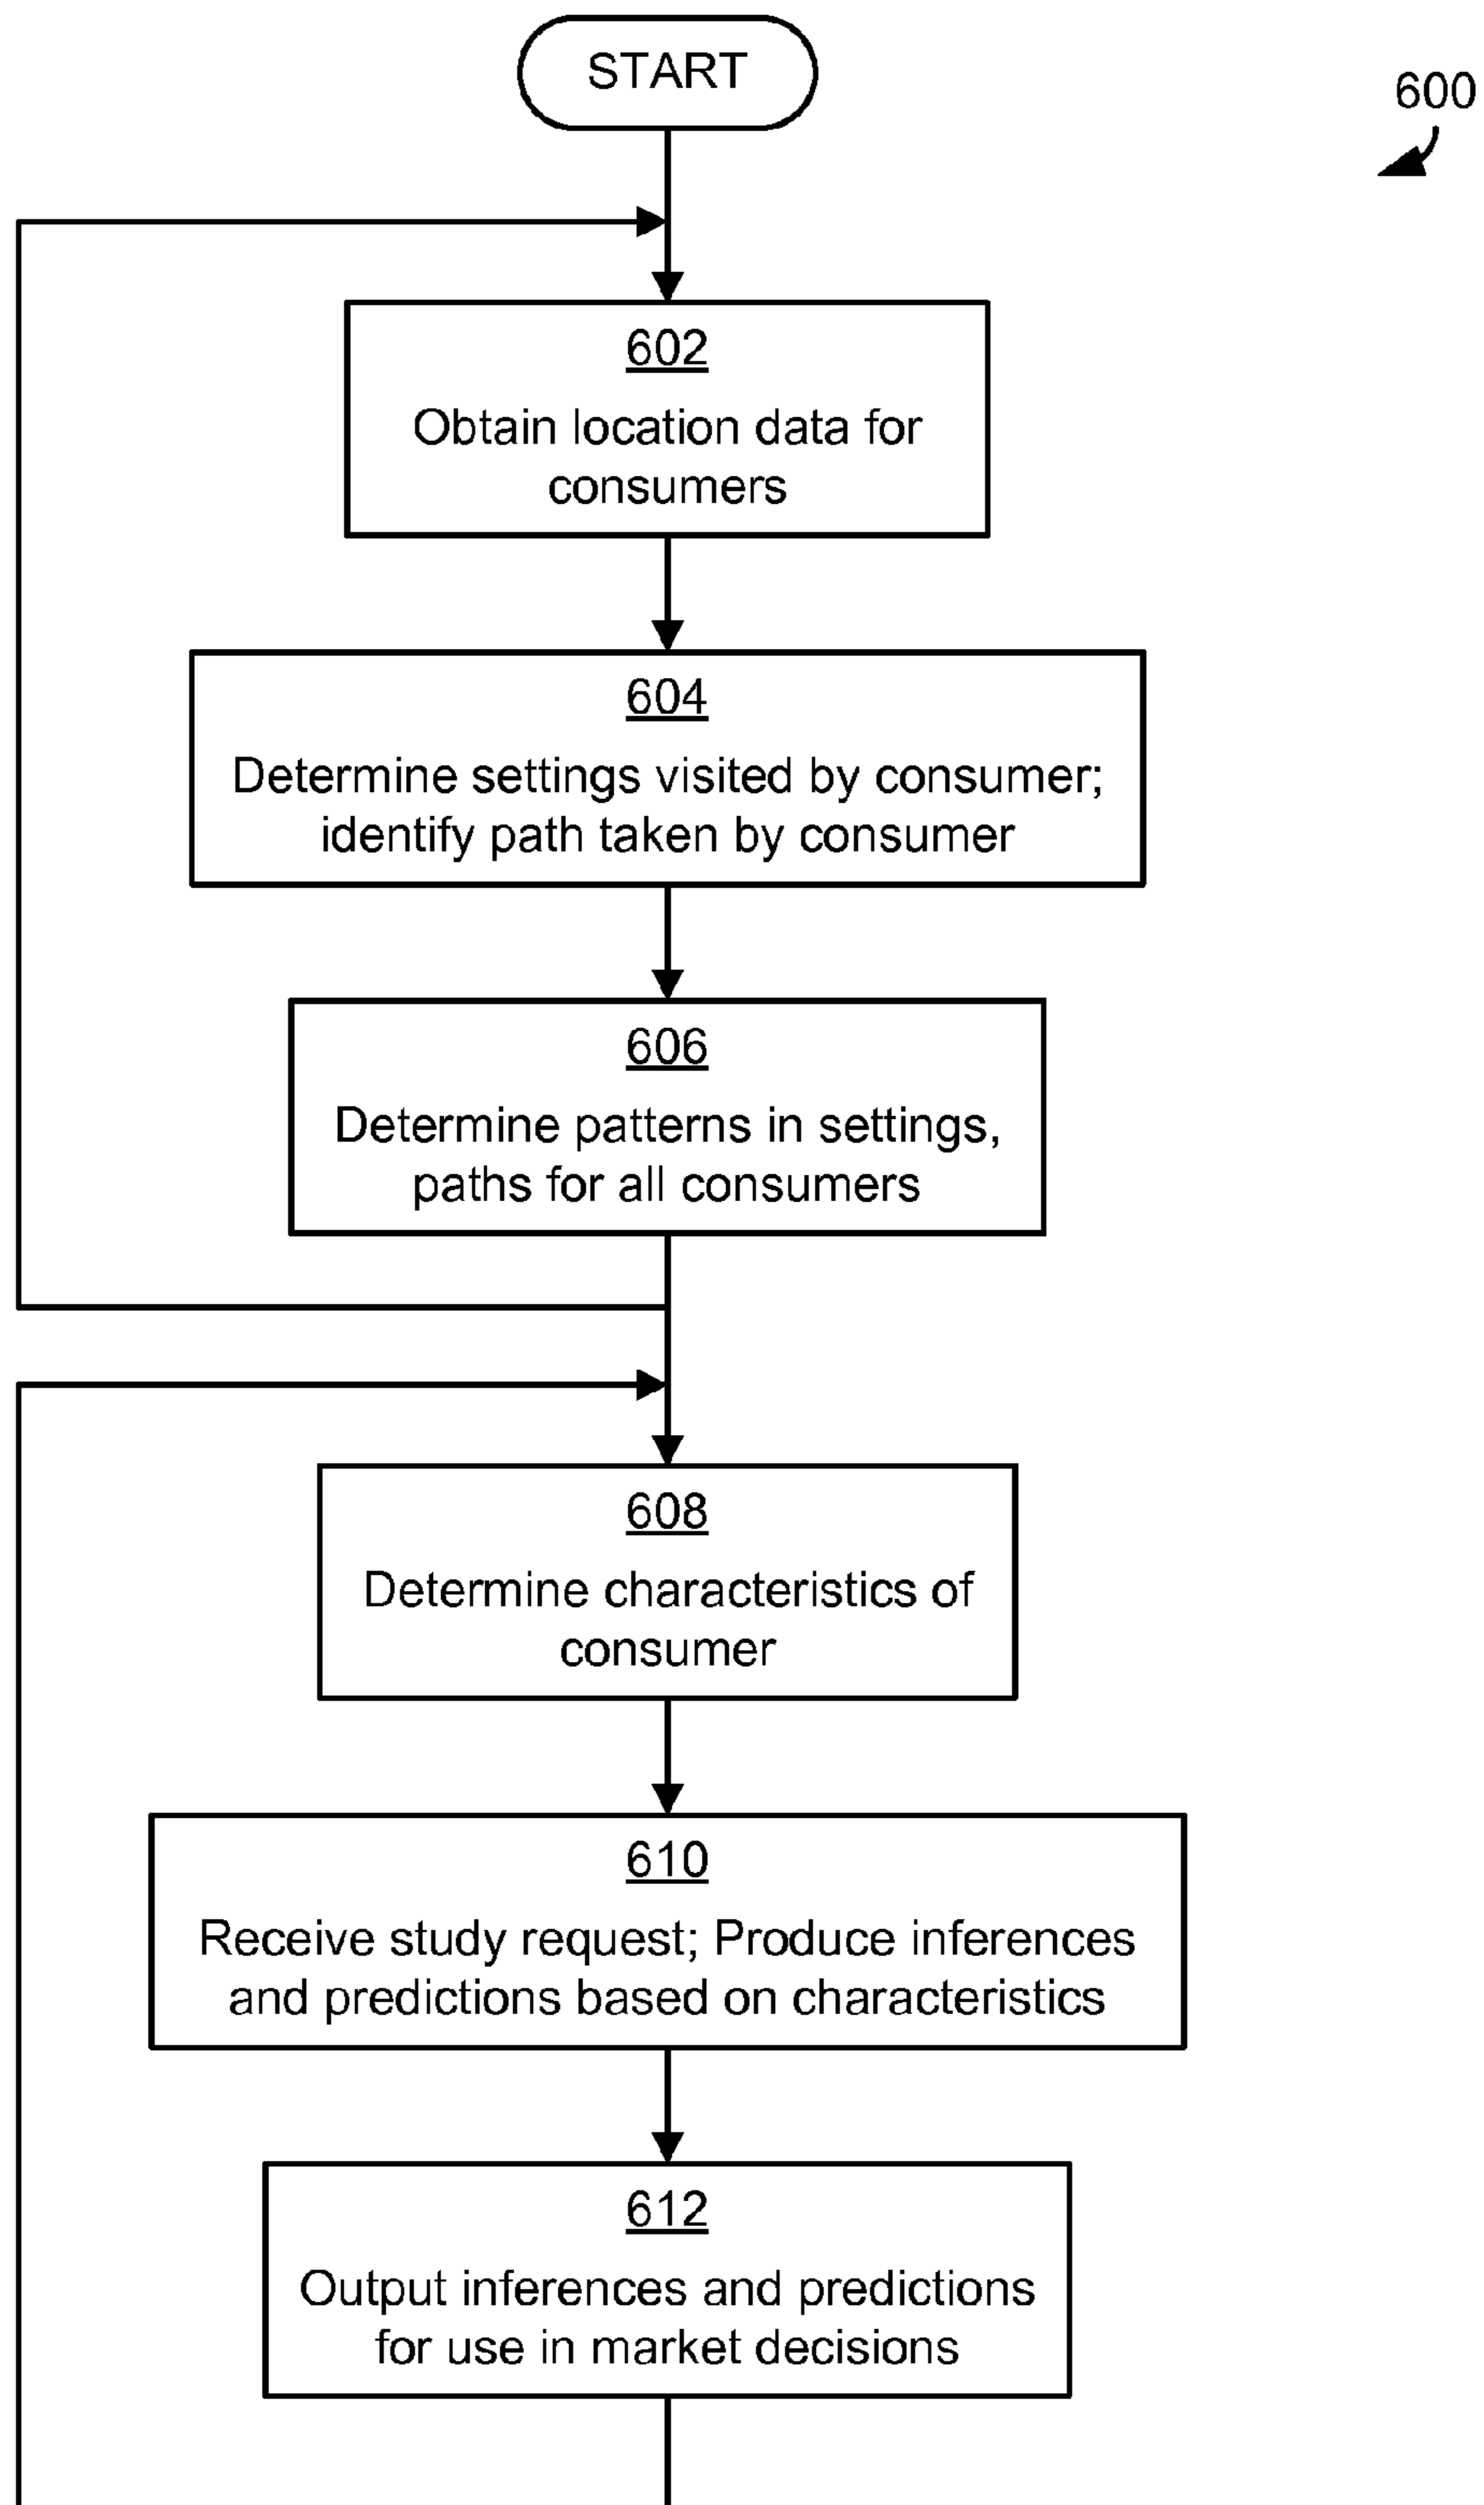 START
600
602
Obtain location data for
consumers
604
Determine settings visited by consumer;
identify path taken by consumer
606
Determine patterns in settings,
paths for all consumers
608
Determine characteristics of
consumer
610
Receive study request; Produce inferences
and predictions based on characteristics
612
Output inferences and predictions
for use in market decisions